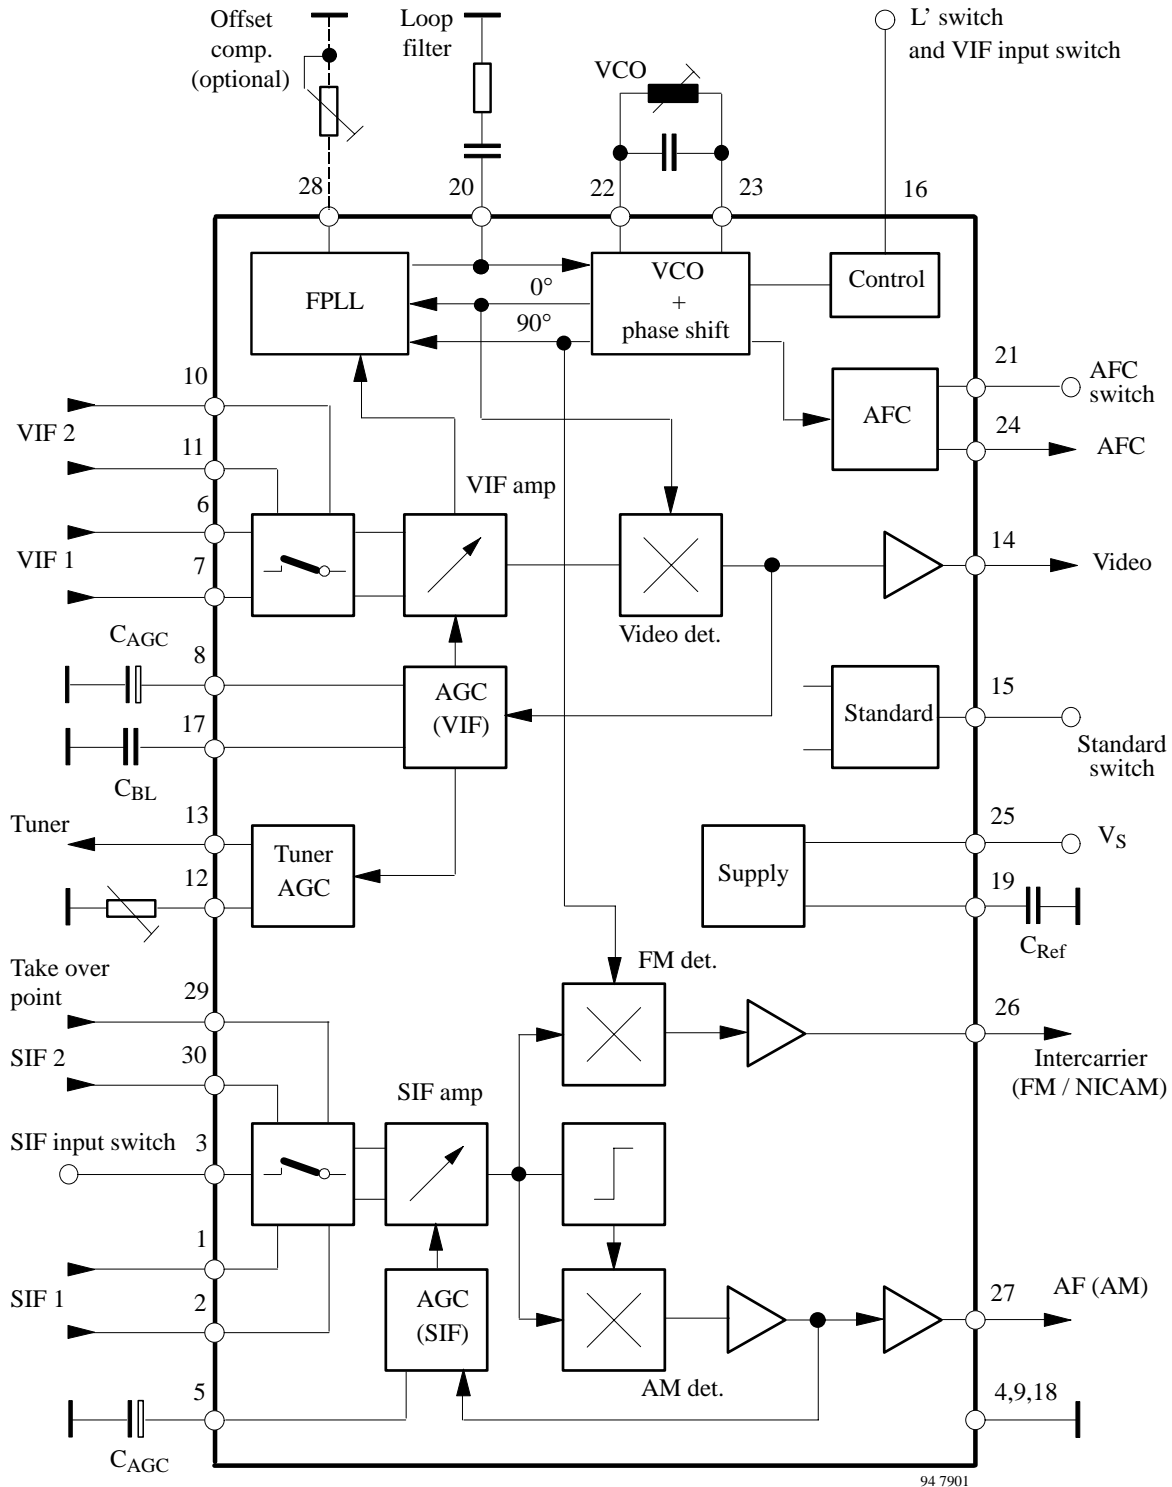 Offset
comp.
(optional)
Loop
filter
VCO
L’ switch
and VIF input switch
28
20
22
23
16
FPLL
0°
90°
VCO
+
phase shift
Control
10
VIF 2
11
6
VIF 1
7
VIF amp
21
AFC
switch
AFC
24
AFC
14
Video
Video det.
CAGC
8
17
CBL
AGC
(VIF)
Standard
15
Standard
switch
Tuner
13
12
Tuner
AGC
Supply
25
VS
19
CRef
Take over
point
29
SIF 2
30
SIF input switch
3
SIF amp
FM det.
26
Intercarrier
(FM / NICAM)
1
SIF 1
2
AGC
(SIF)
AM det.
27
AF (AM)
5
CAGC
4,9,18
94 7901